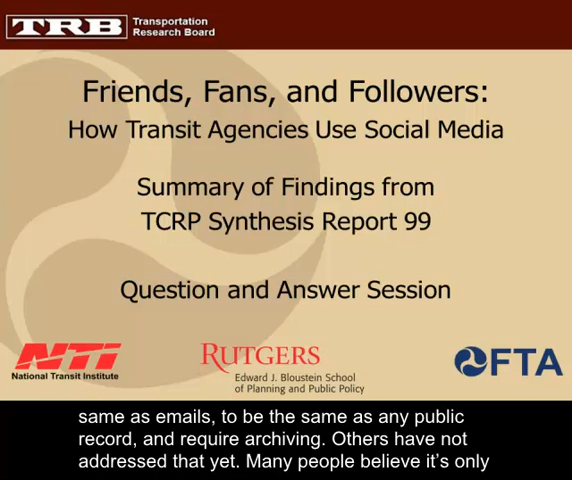 TRB Transportation
Research Board
Friends, Fans, and Followers:
How Transit Agencies Use Social Media
Summary of Findings from
TCRP Synthesis Report 99
Question and Answer Session
NTI
National Transit Institute
RUTGERS
Edward J. Bloustein School
of Planning and Public Policy
FTA
same as emails, to be the same as any public
record, and require archiving. Others have not
addressed that yet. Many people believe it's only